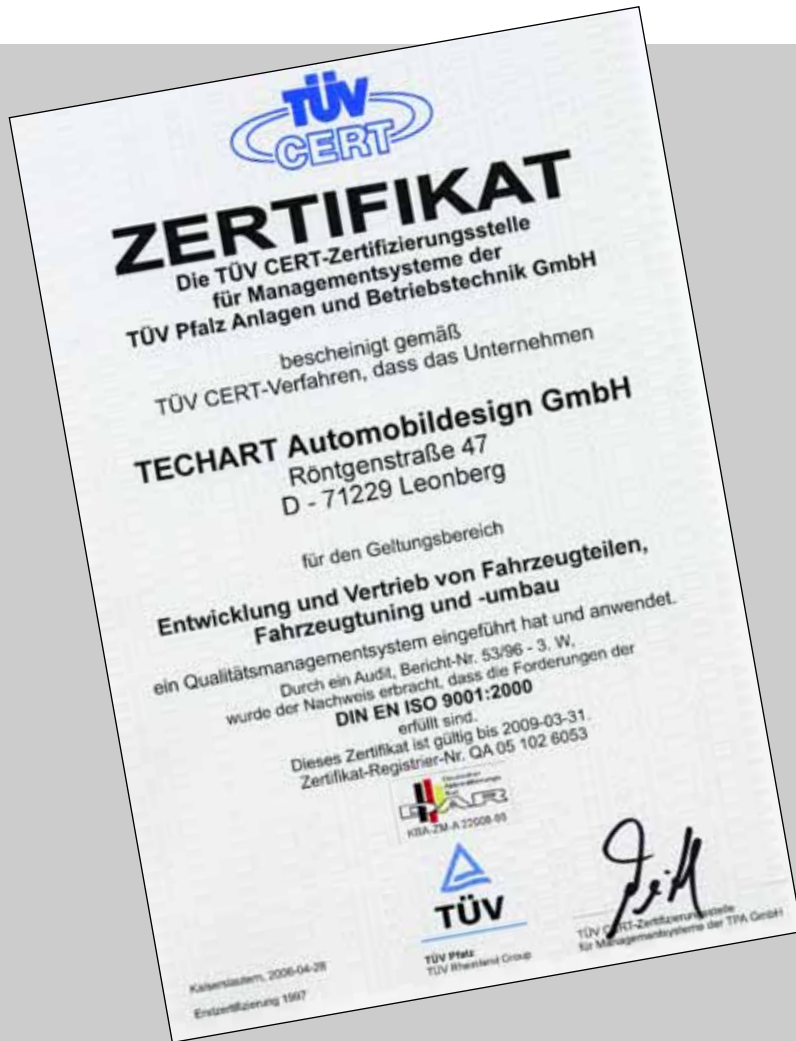 TÜV
CERT
ZERTIFIKAT
Die TÜV CERT-Zertifizierungsstelle
für Managementsysteme der
TÜV Pfalz Anlagen und Betriebstechnik GmbH
bescheinigt gemäß
TÜV CERT-Verfahren, dass das Unternehmen
TECHART Automobildesign GmbH
Röntgenstraße 47
D - 71229 Leonberg
für den Geltungsbereich
Entwicklung und Vertrieb von Fahrzeugteilen,
Fahrzeugtuning und -umbau
ein Qualitätsmanagementsystem eingeführt hat und anwendet.
Durch ein Audit, Bericht-Nr. 53/96 - 3. W,
wurde der Nachweis erbracht, dass die Forderungen der
DIN EN ISO 9001:2000
erfüllt sind.
Dieses Zertifikat ist gültig bis 2009-03-31.
Zertifikat-Registrier-Nr. QA 05 102 6053
DAR
TÜV
TÜV Pfalz
TÜV Rheinland Group
TÜV CERT-Zertifizierungsstelle
für Managementsysteme der TPA GmbH
Kaiserslautern, 2006-04-28
Erstzertifizierung 1997